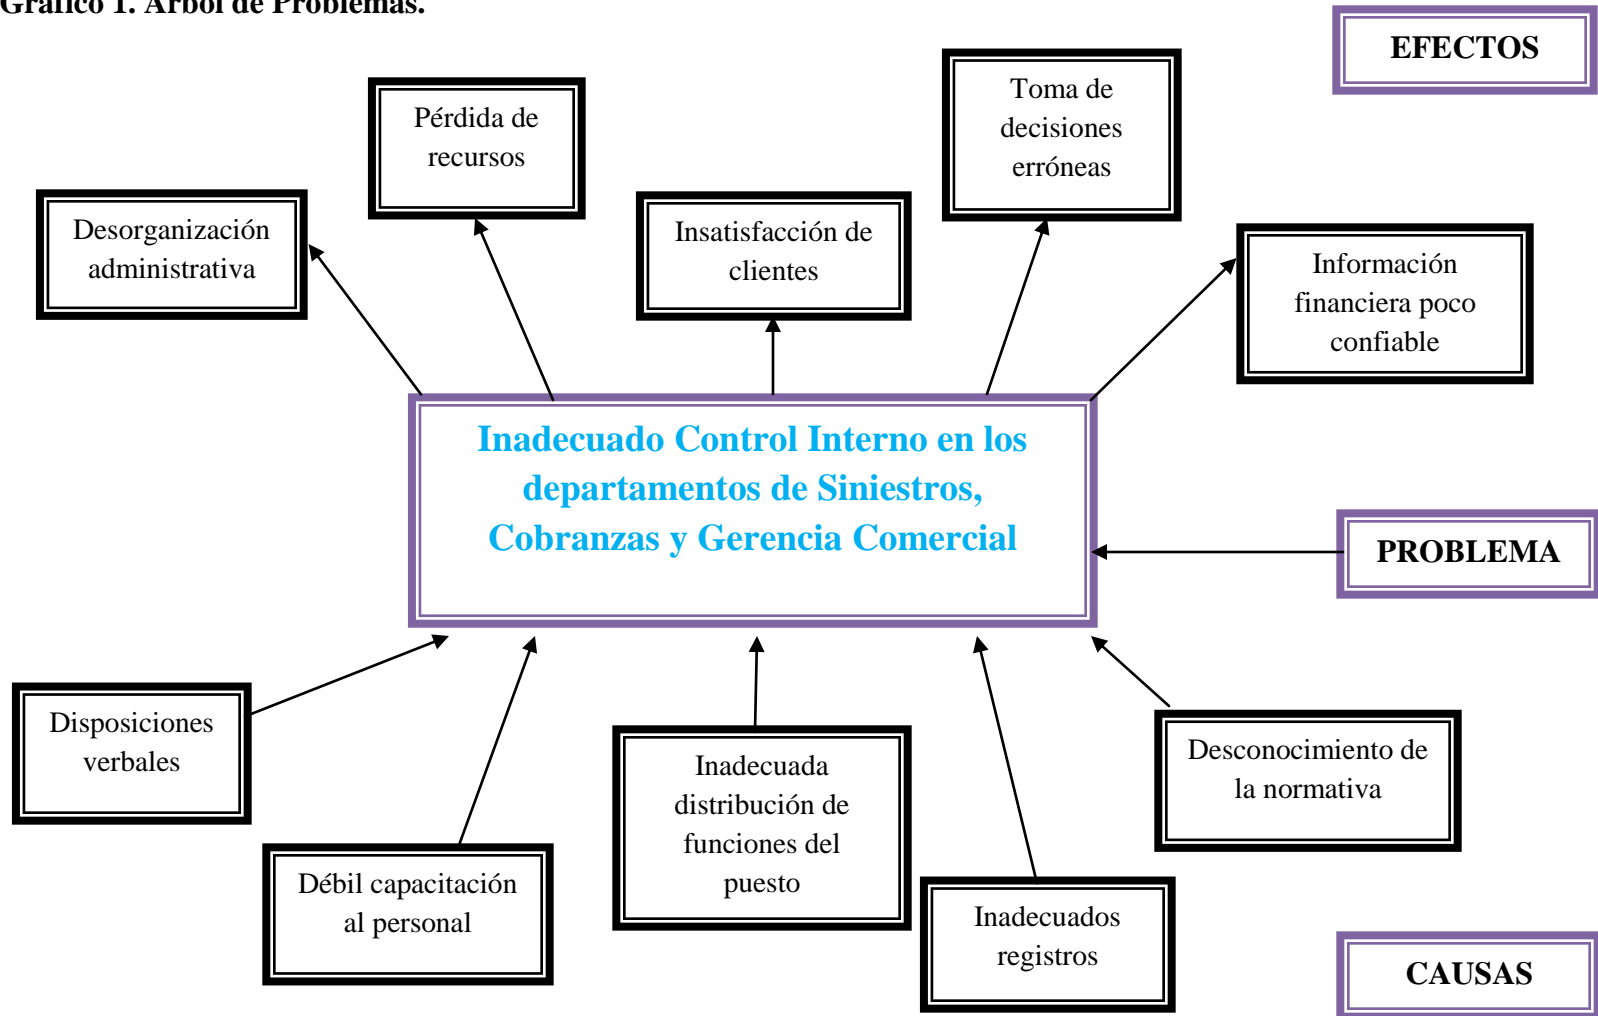 Gráfico 1. Árbol de Problemas.
EFECTOS
Toma de
decisiones
erróneas
Pérdida de
recursos
Desorganización
administrativa
Insatisfacción de
clientes
Información
financiera poco
confiable
Inadecuado Control Interno en los
departamentos de Siniestros,
Cobranzas y Gerencia Comercial
PROBLEMA
Disposiciones
verbales
Débil capacitación
al personal
Inadecuada
distribución de
funciones del
puesto
Inadecuados
registros
Desconocimiento de
la normativa
CAUSAS